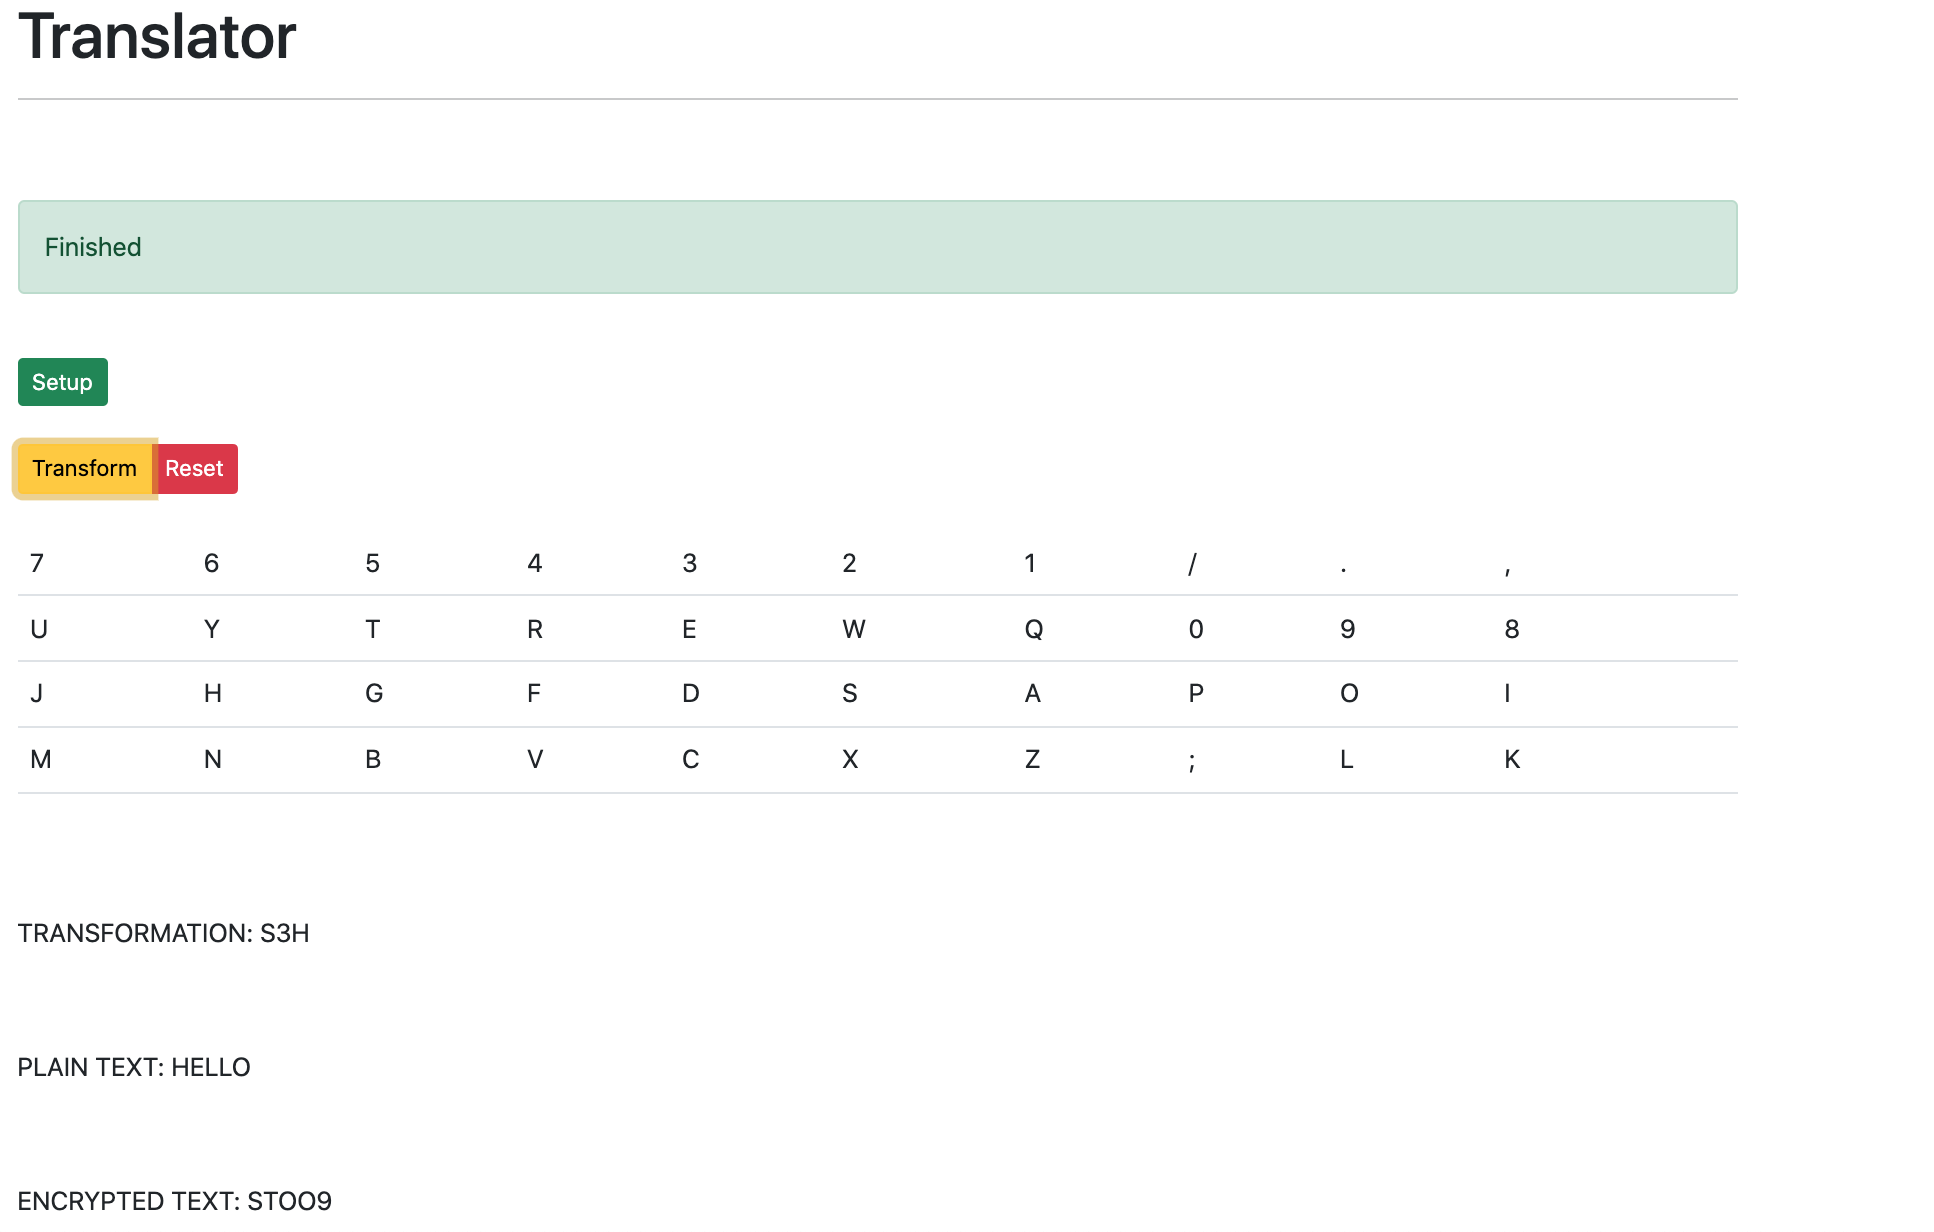 Translator
Finished
Setup
Transform Reset
7 6 5 4 3 2 1 / . ,
U Y T R E W Q 0 9 8
J H G F D S A P O I
M N B V C X Z ; L K
TRANSFORMATION: S3H
PLAIN TEXT: HELLO
ENCRYPTED TEXT: STOO9